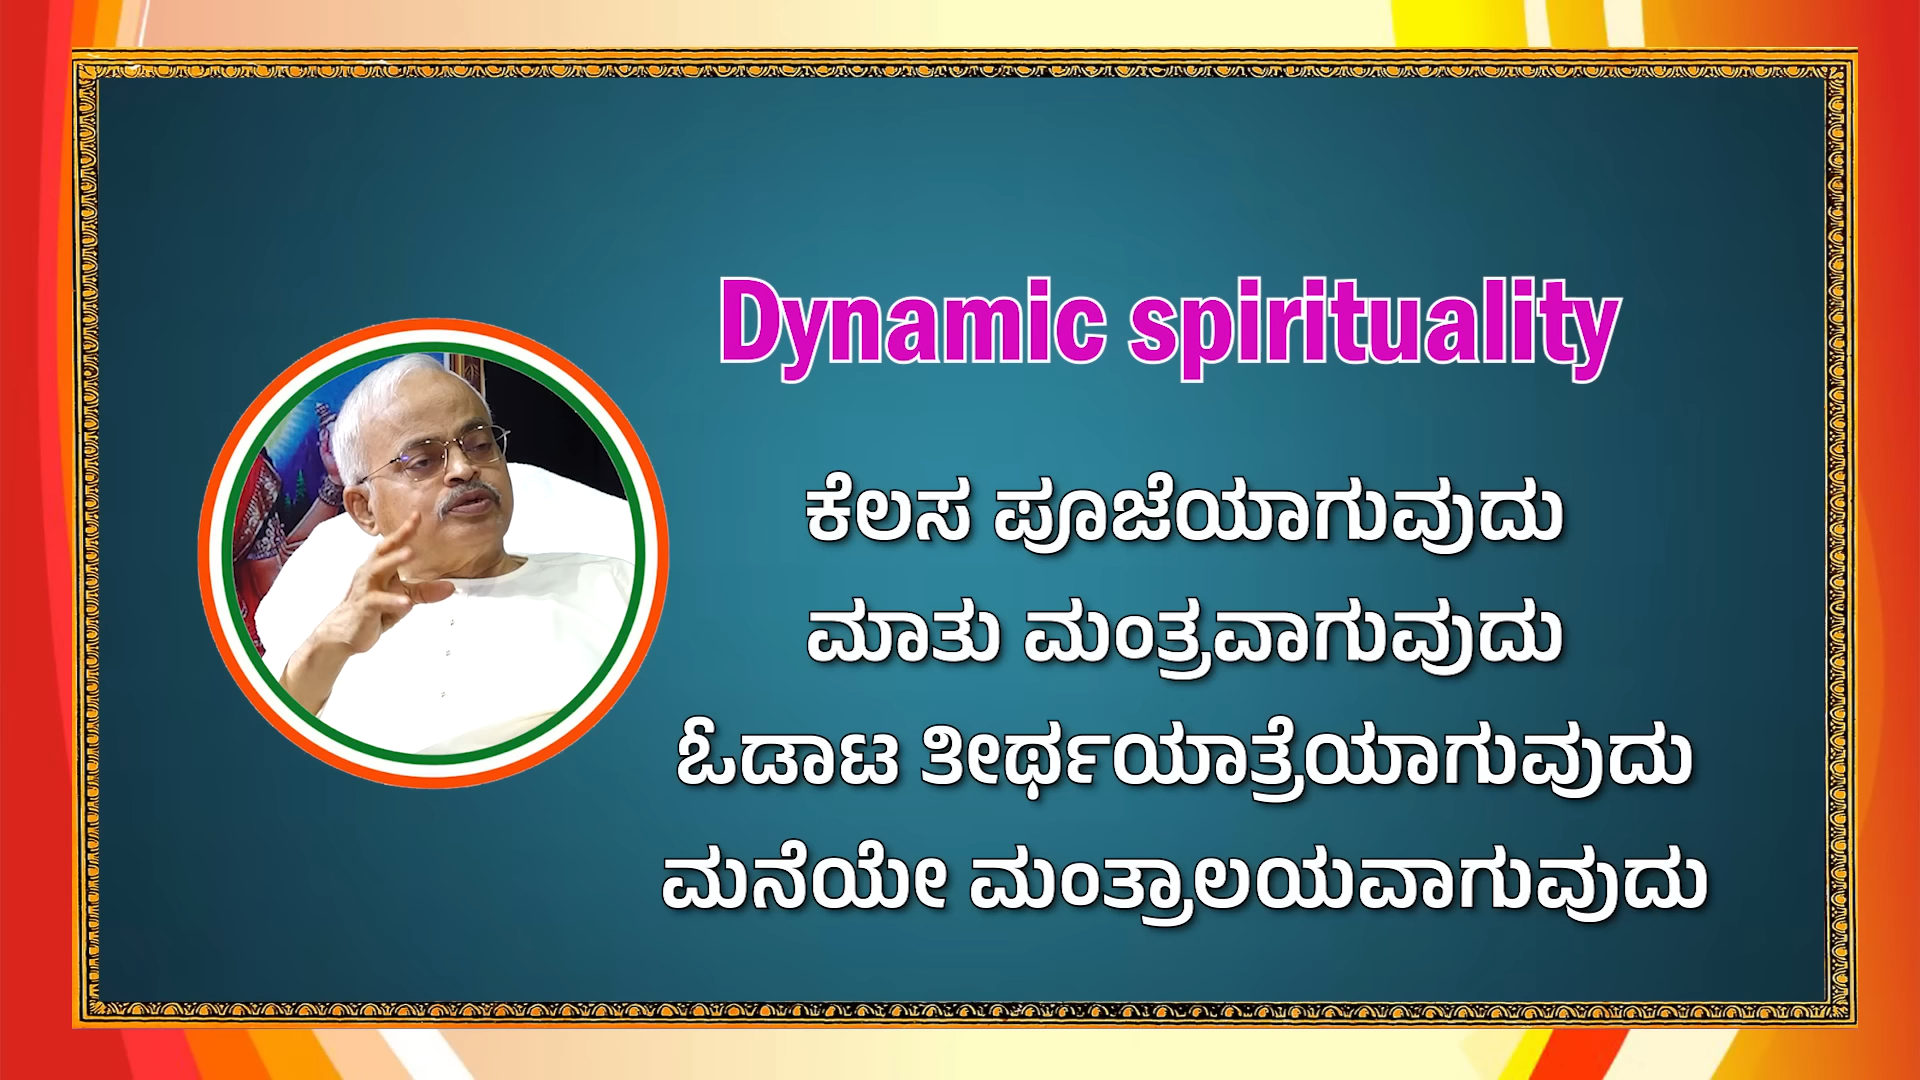 Dynamic spirituality
ಕೆಲಸ ಪೂಜೆಯಾಗುವುದು
ಮಾತು ಮಂತ್ರವಾಗುವುದು
ಓಡಾಟ ತೀರ್ಥಯಾತ್ರೆಯಾಗುವುದು
ಮನೆಯೇ ಮಂತ್ರಾಲಯವಾಗುವುದು